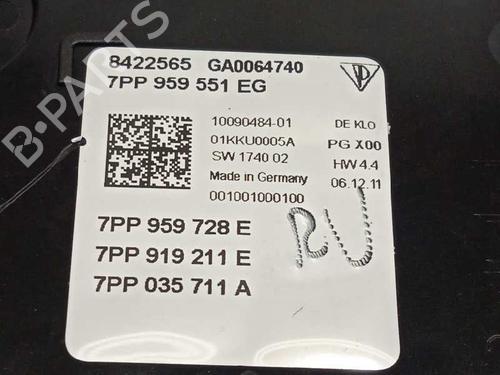 8422565 GA0064740
7PP 959 551 EG
10090484-01 DE KLO
01KKU0005A PG X00
SW 1740 02 HW 4.4
Made in Germany 06.12.11
001001000100
7PP 959 728 E
7PP 919 211 E
7PP 035 711 A
RU
B-PARTS